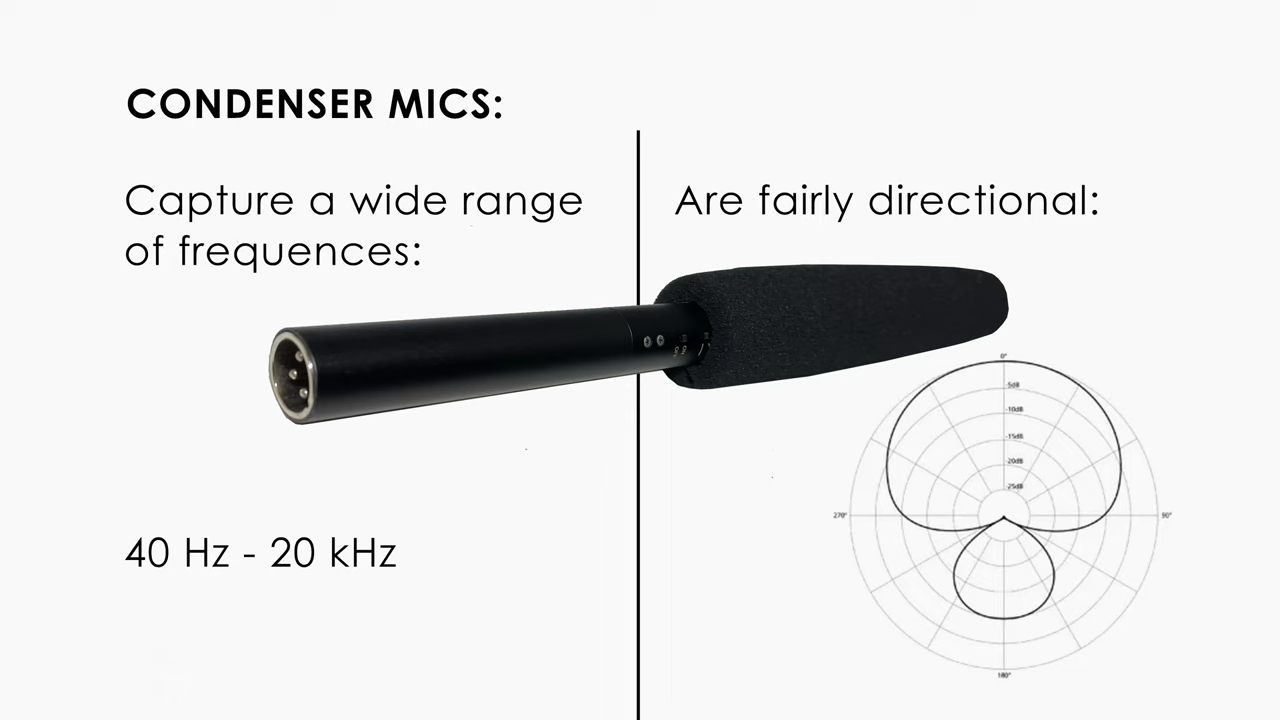 CONDENSER MICS:
Capture a wide range
of frequences:
40 Hz - 20 kHz
Are fairly directional:
0°
-5dB
-10dB
-15dB
-20dB
-25dB
270°
90°
180°